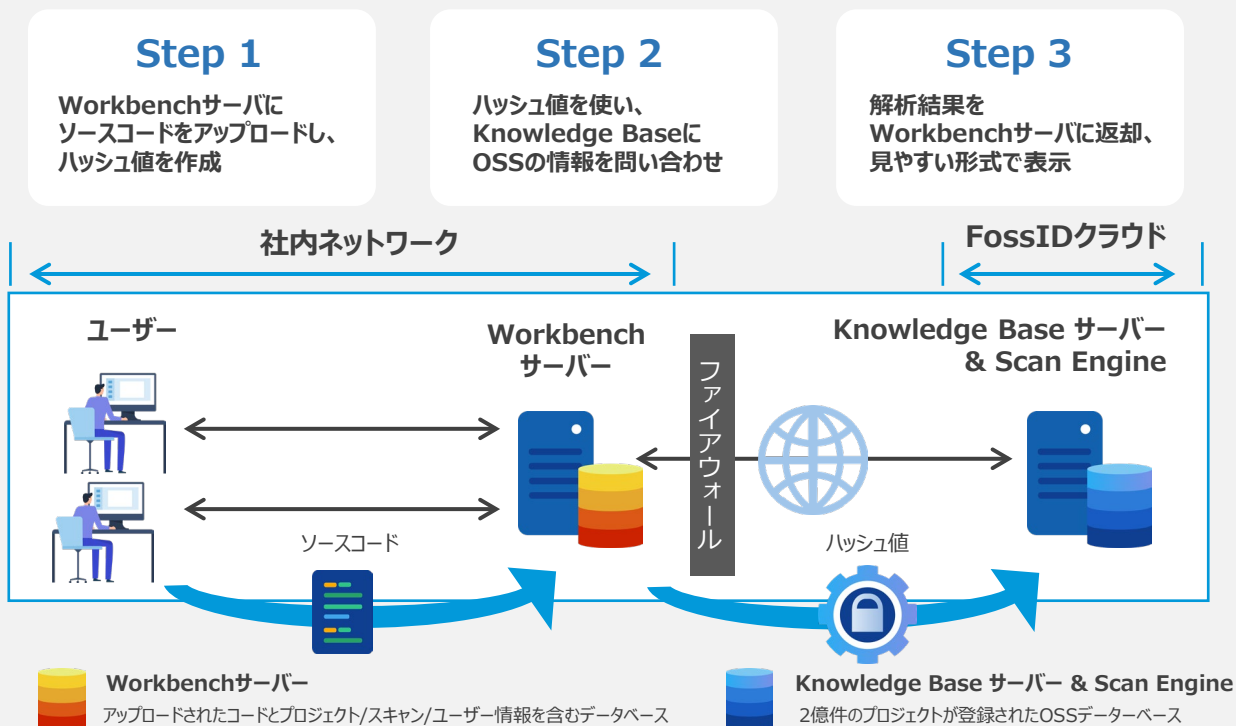 Step 1
Workbenchサーバに
ソースコードをアップロードし、
ハッシュ値を作成
Step 2
ハッシュ値を使い、
Knowledge Baseに
OSSの情報を問い合わせ
Step 3
解析結果を
Workbenchサーバに返却、
見やすい形式で表示
社内ネットワーク
FossIDクラウド
ユーザー
Workbench
サーバー
ファイアウォール
Knowledge Base サーバー
& Scan Engine
ソースコード
ハッシュ値
Workbenchサーバー
アップロードされたコードとプロジェクト/スキャン/ユーザー情報を含むデータベース
Knowledge Base サーバー & Scan Engine
2億件のプロジェクトが登録されたOSSデーターベース